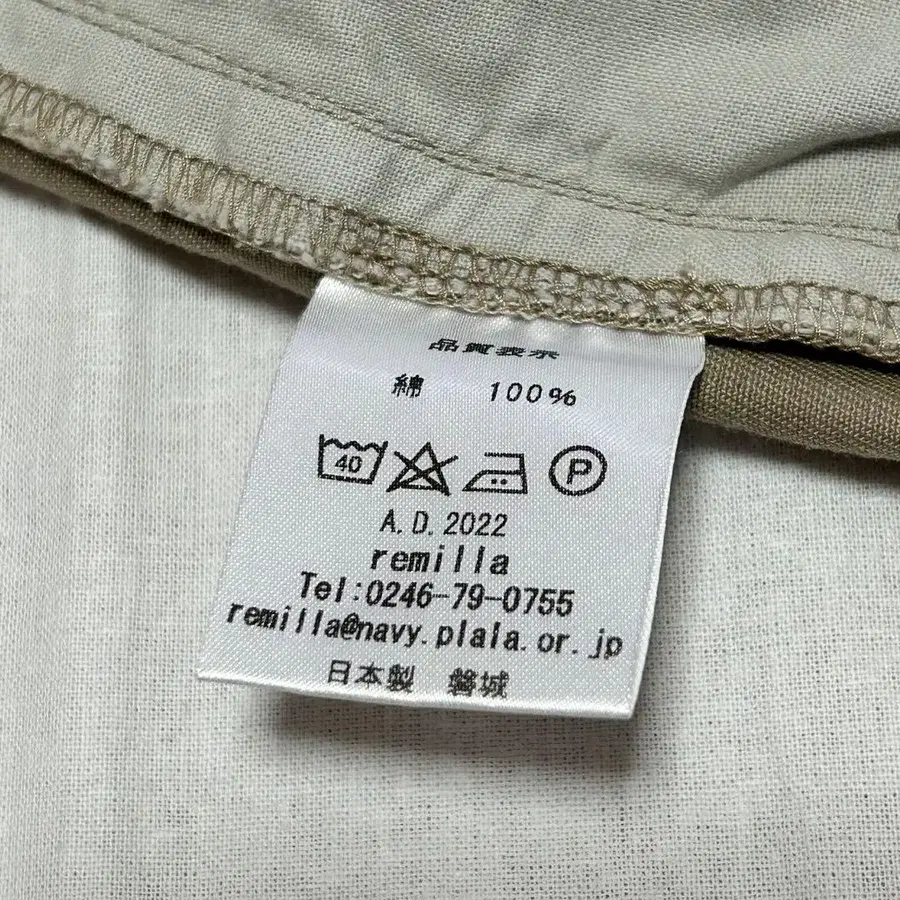 品質表示
綿 100%
40 P
A.D.2022
remilla
Tel:0246-79-0755
remilla@navy.plala.or.jp
日本製 磐城